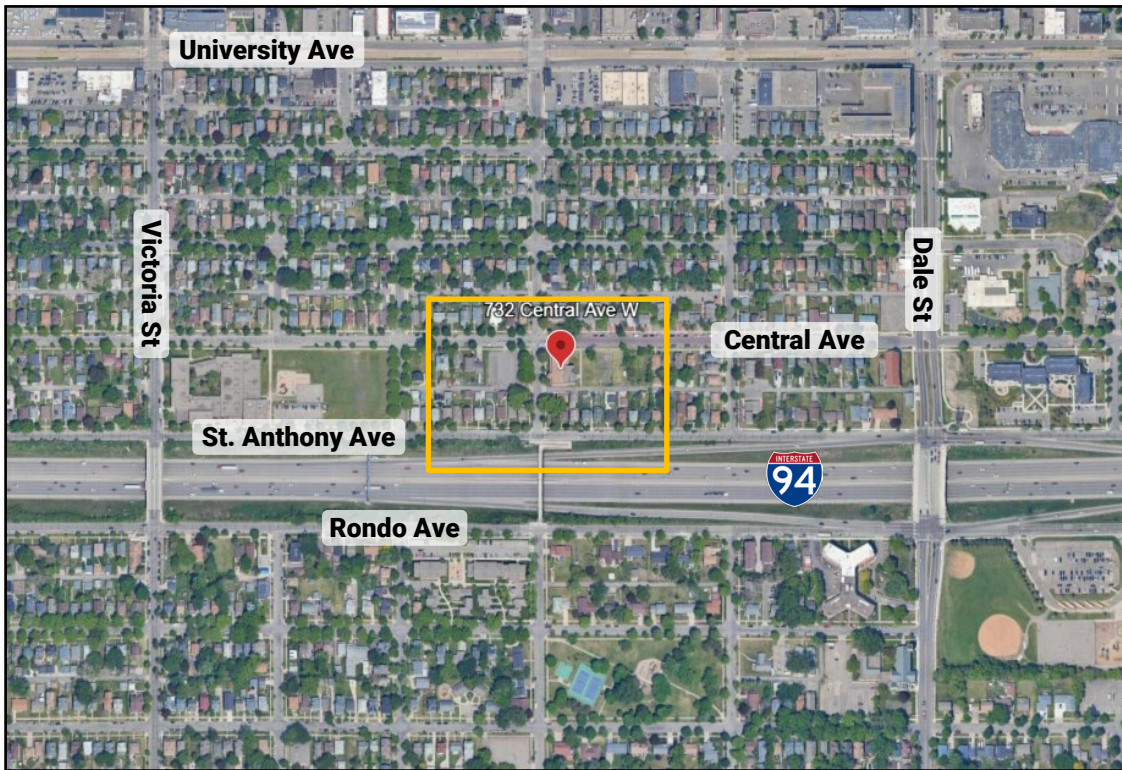 University Ave
Victoria St
Dale St
732 Central Ave W
Central Ave
St. Anthony Ave
INTERSTATE
94
Rondo Ave